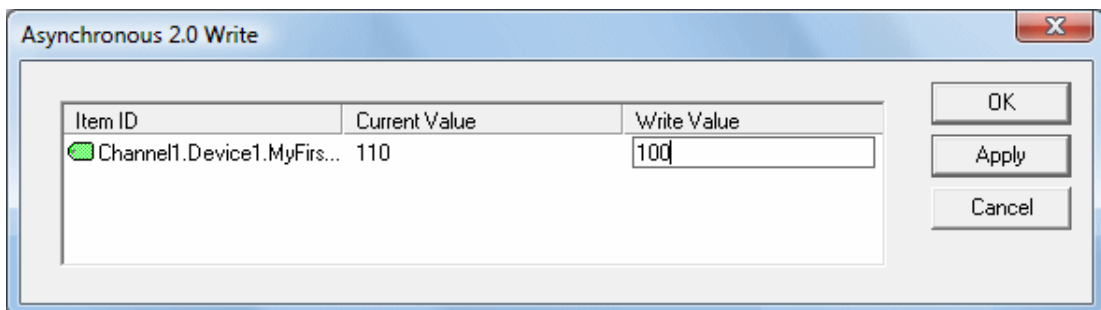 Asynchronous 2.0 Write
Item ID Current Value Write Value
Channel1.Device1.MyFirs... 110 100
OK
Apply
Cancel